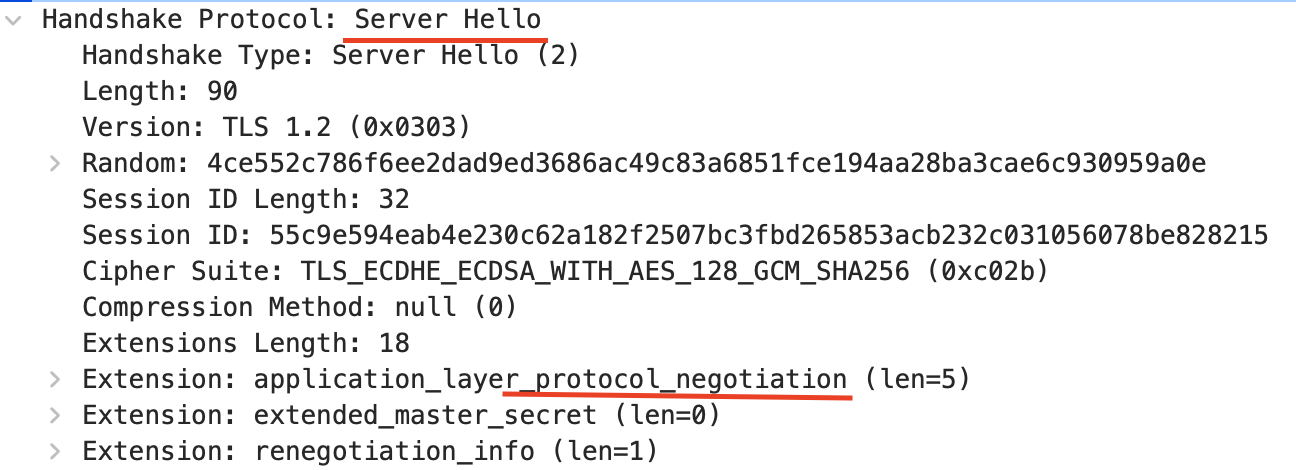 Handshake Protocol: Server Hello
Handshake Type: Server Hello (2)
Length: 90
Version: TLS 1.2 (0x0303)
Random: 4ce552c786f6ee2dad9ed3686ac49c83a6851fce194aa28ba3cae6c930959a0e
Session ID Length: 32
Session ID: 55c9e594eab4e230c62a182f2507bc3fbd265853acb232c031056078be828215
Cipher Suite: TLS_ECDHE_ECDSA_WITH_AES_128_GCM_SHA256 (0xc02b)
Compression Method: null (0)
Extensions Length: 18
Extension: application_layer_protocol_negotiation (len=5)
Extension: extended_master_secret (len=0)
Extension: renegotiation_info (len=1)